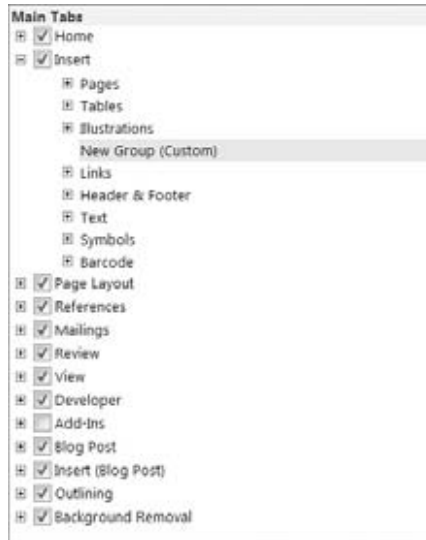 Main Tabs
Home
Insert
Pages
Tables
Illustrations
New Group (Custom)
Links
Header & Footer
Text
Symbols
Barcode
Page Layout
References
Mailings
Review
View
Developer
Add-Ins
Blog Post
Insert (Blog Post)
Outlining
Background Removal